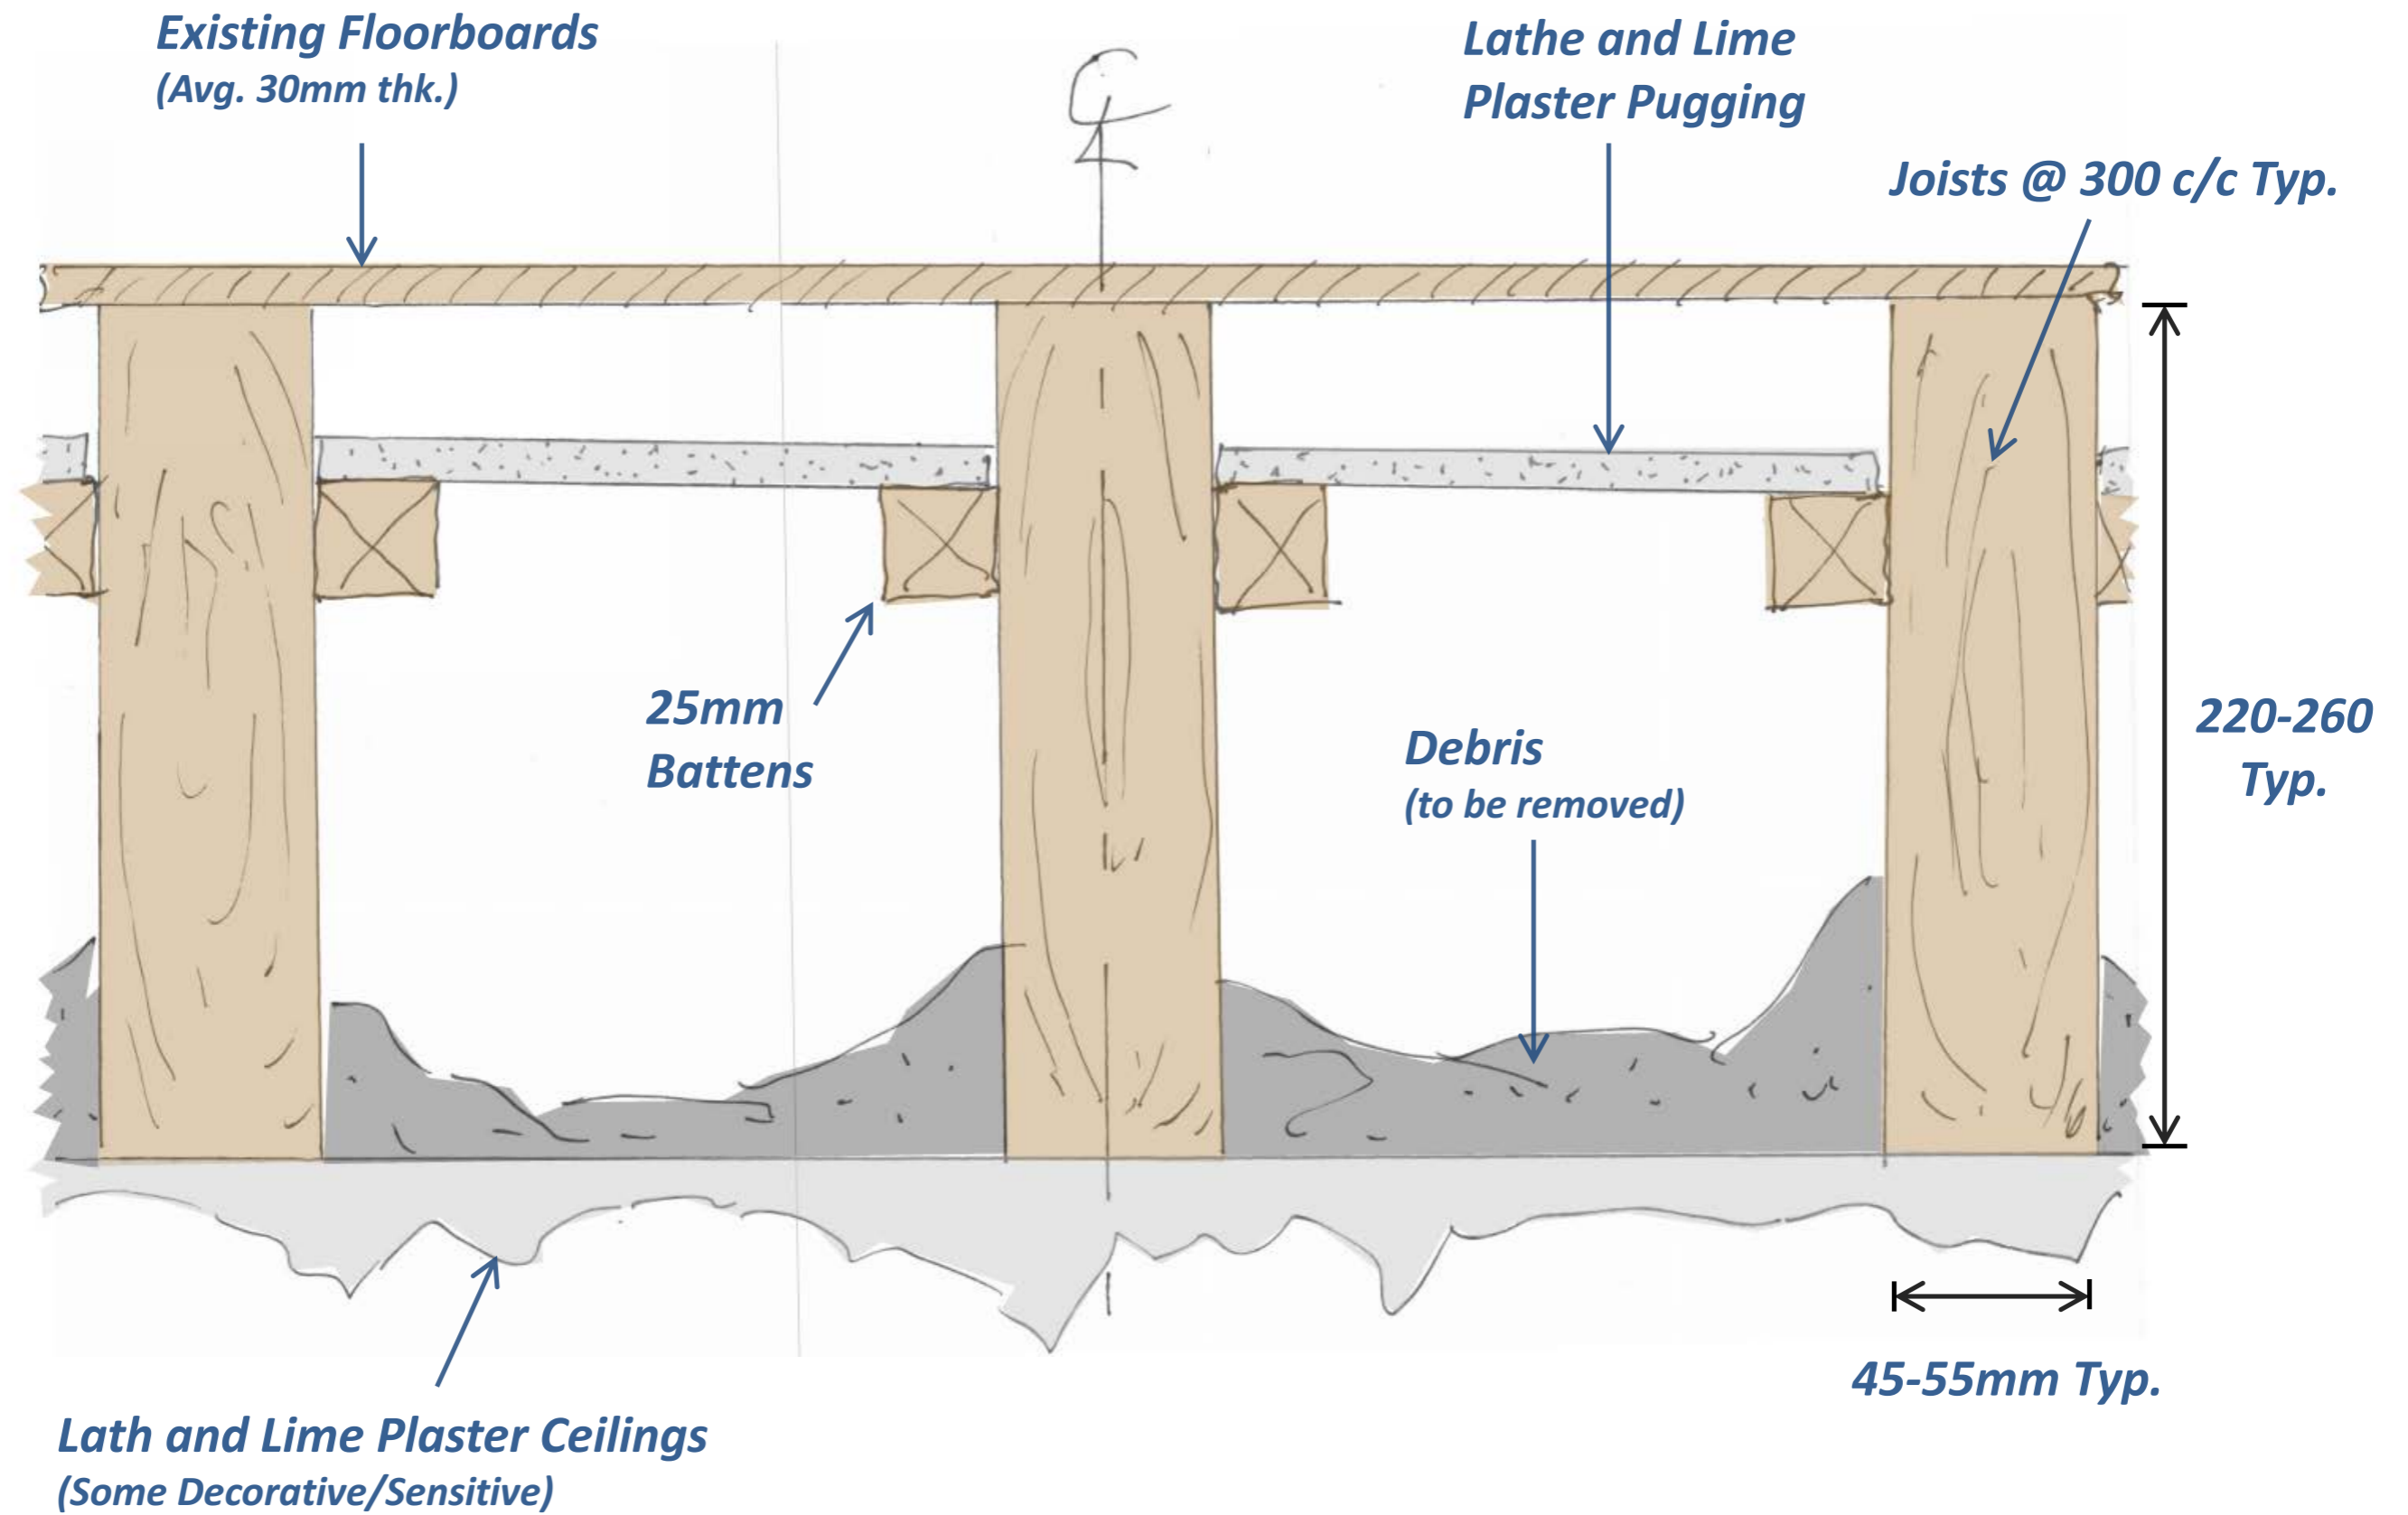 Existing Floorboards
(Avg. 30mm thk.)
Lathe and Lime
Plaster Pugging
Joists @ 300 c/c Typ.
25mm
Battens
Debris
(to be removed)
220-260
Typ.
45-55mm Typ.
Lath and Lime Plaster Ceilings
(Some Decorative/Sensitive)